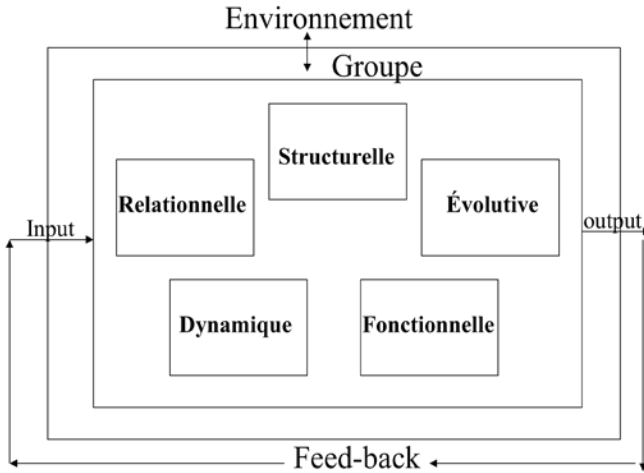 Environnement
Groupe
Structurelle
Relationnelle
Évolutive
Input
output
Dynamique
Fonctionnelle
Feed-back